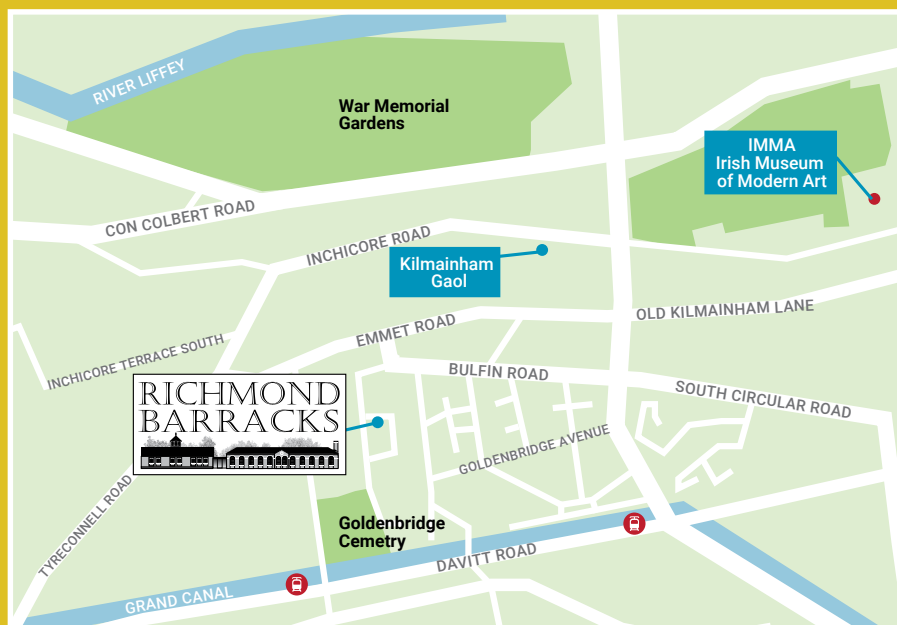 RIVER LIFFEY
War Memorial
Gardens
IMMA
Irish Museum
of Modern Art
CON COLBERT ROAD
INCHICORE ROAD
Kilmainham
Gaol
OLD KILMAINHAM LANE
EMMET ROAD
INCHICORE TERRACE SOUTH
BULFIN ROAD
SOUTH CIRCULAR ROAD
RICHMOND
BARRACKS
GOLDENBRIDGE AVENUE
TYRECONNELL ROAD
Goldenbridge
Cemetry
DAVITT ROAD
GRAND CANAL